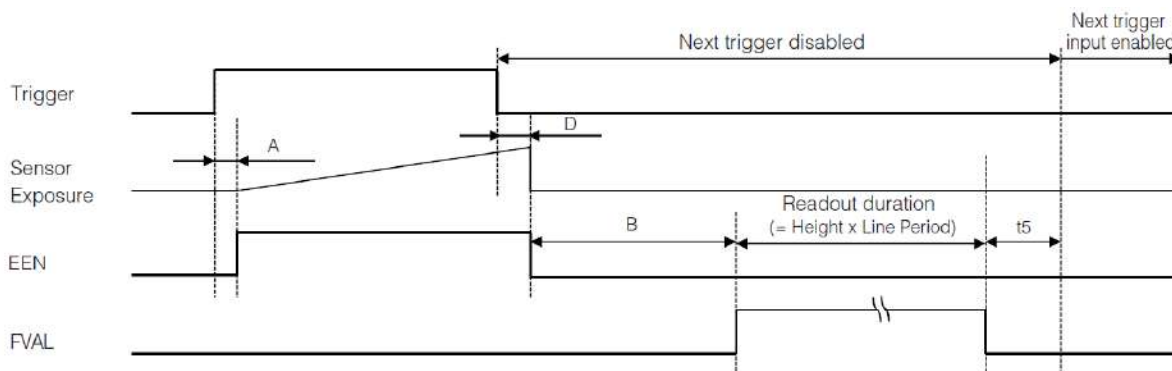 Next trigger disabled
Next trigger
input enabled
Trigger
A
D
Sensor
Exposure
B
Readout duration
(= Height x Line Period)
t5
EEN
FVAL